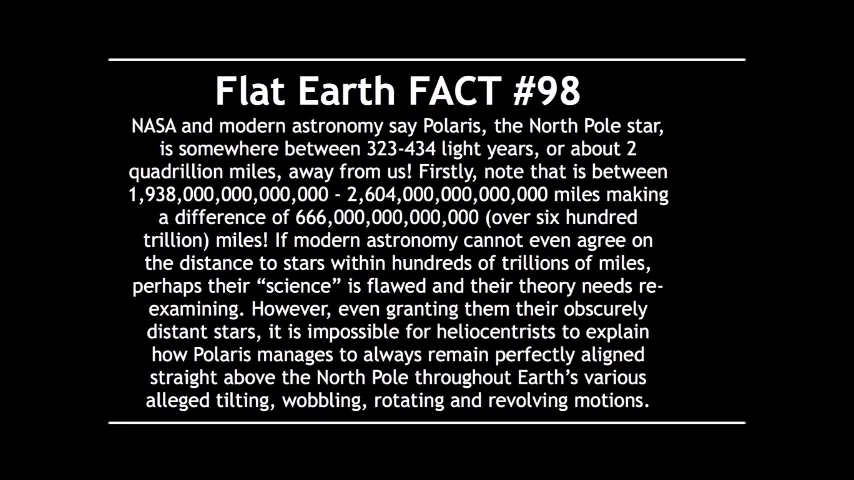 Flat Earth FACT #98
NASA and modern astronomy say Polaris, the North Pole star,
is somewhere between 323-434 light years, or about 2
quadrillion miles, away from us! Firstly, note that is between
1,938,000,000,000,000 - 2,604,000,000,000,000 miles making
a difference of 666,000,000,000,000 (over six hundred
trillion) miles! If modern astronomy cannot even agree on
the distance to stars within hundreds of trillions of miles,
perhaps their “science” is flawed and their theory needs re-
examining. However, even granting them their obscurely
distant stars, it is impossible for heliocentrists to explain
how Polaris manages to always remain perfectly aligned
straight above the North Pole throughout Earth’s various
alleged tilting, wobbling, rotating and revolving motions.